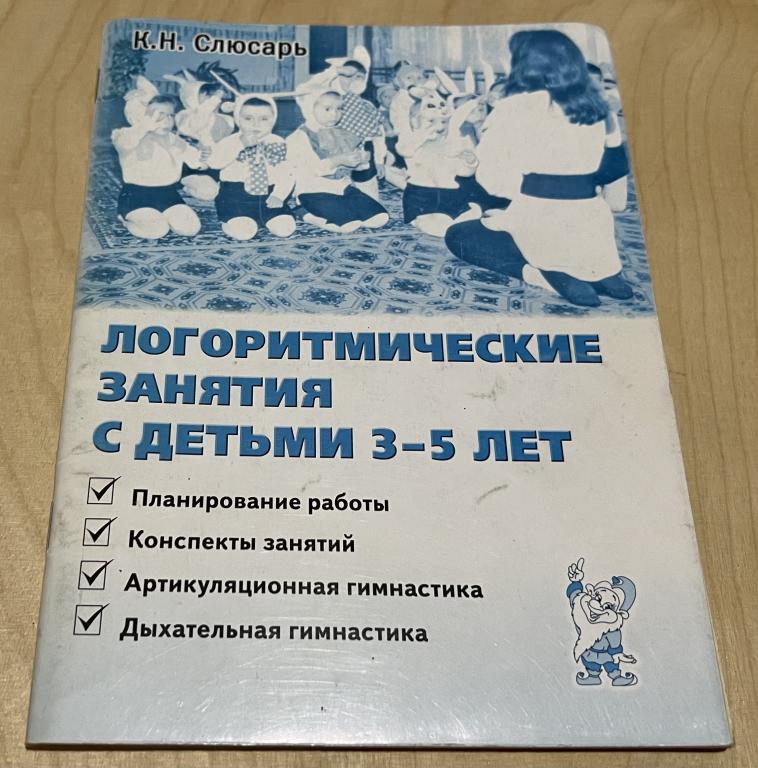 К.Н. Слюсарь
ЛОГОРИТМИЧЕСКИЕ
ЗАНЯТИЯ
С ДЕТЬМИ 3–5 ЛЕТ
Планирование работы
Конспекты занятий
Артикуляционная гимнастика
Дыхательная гимнастика